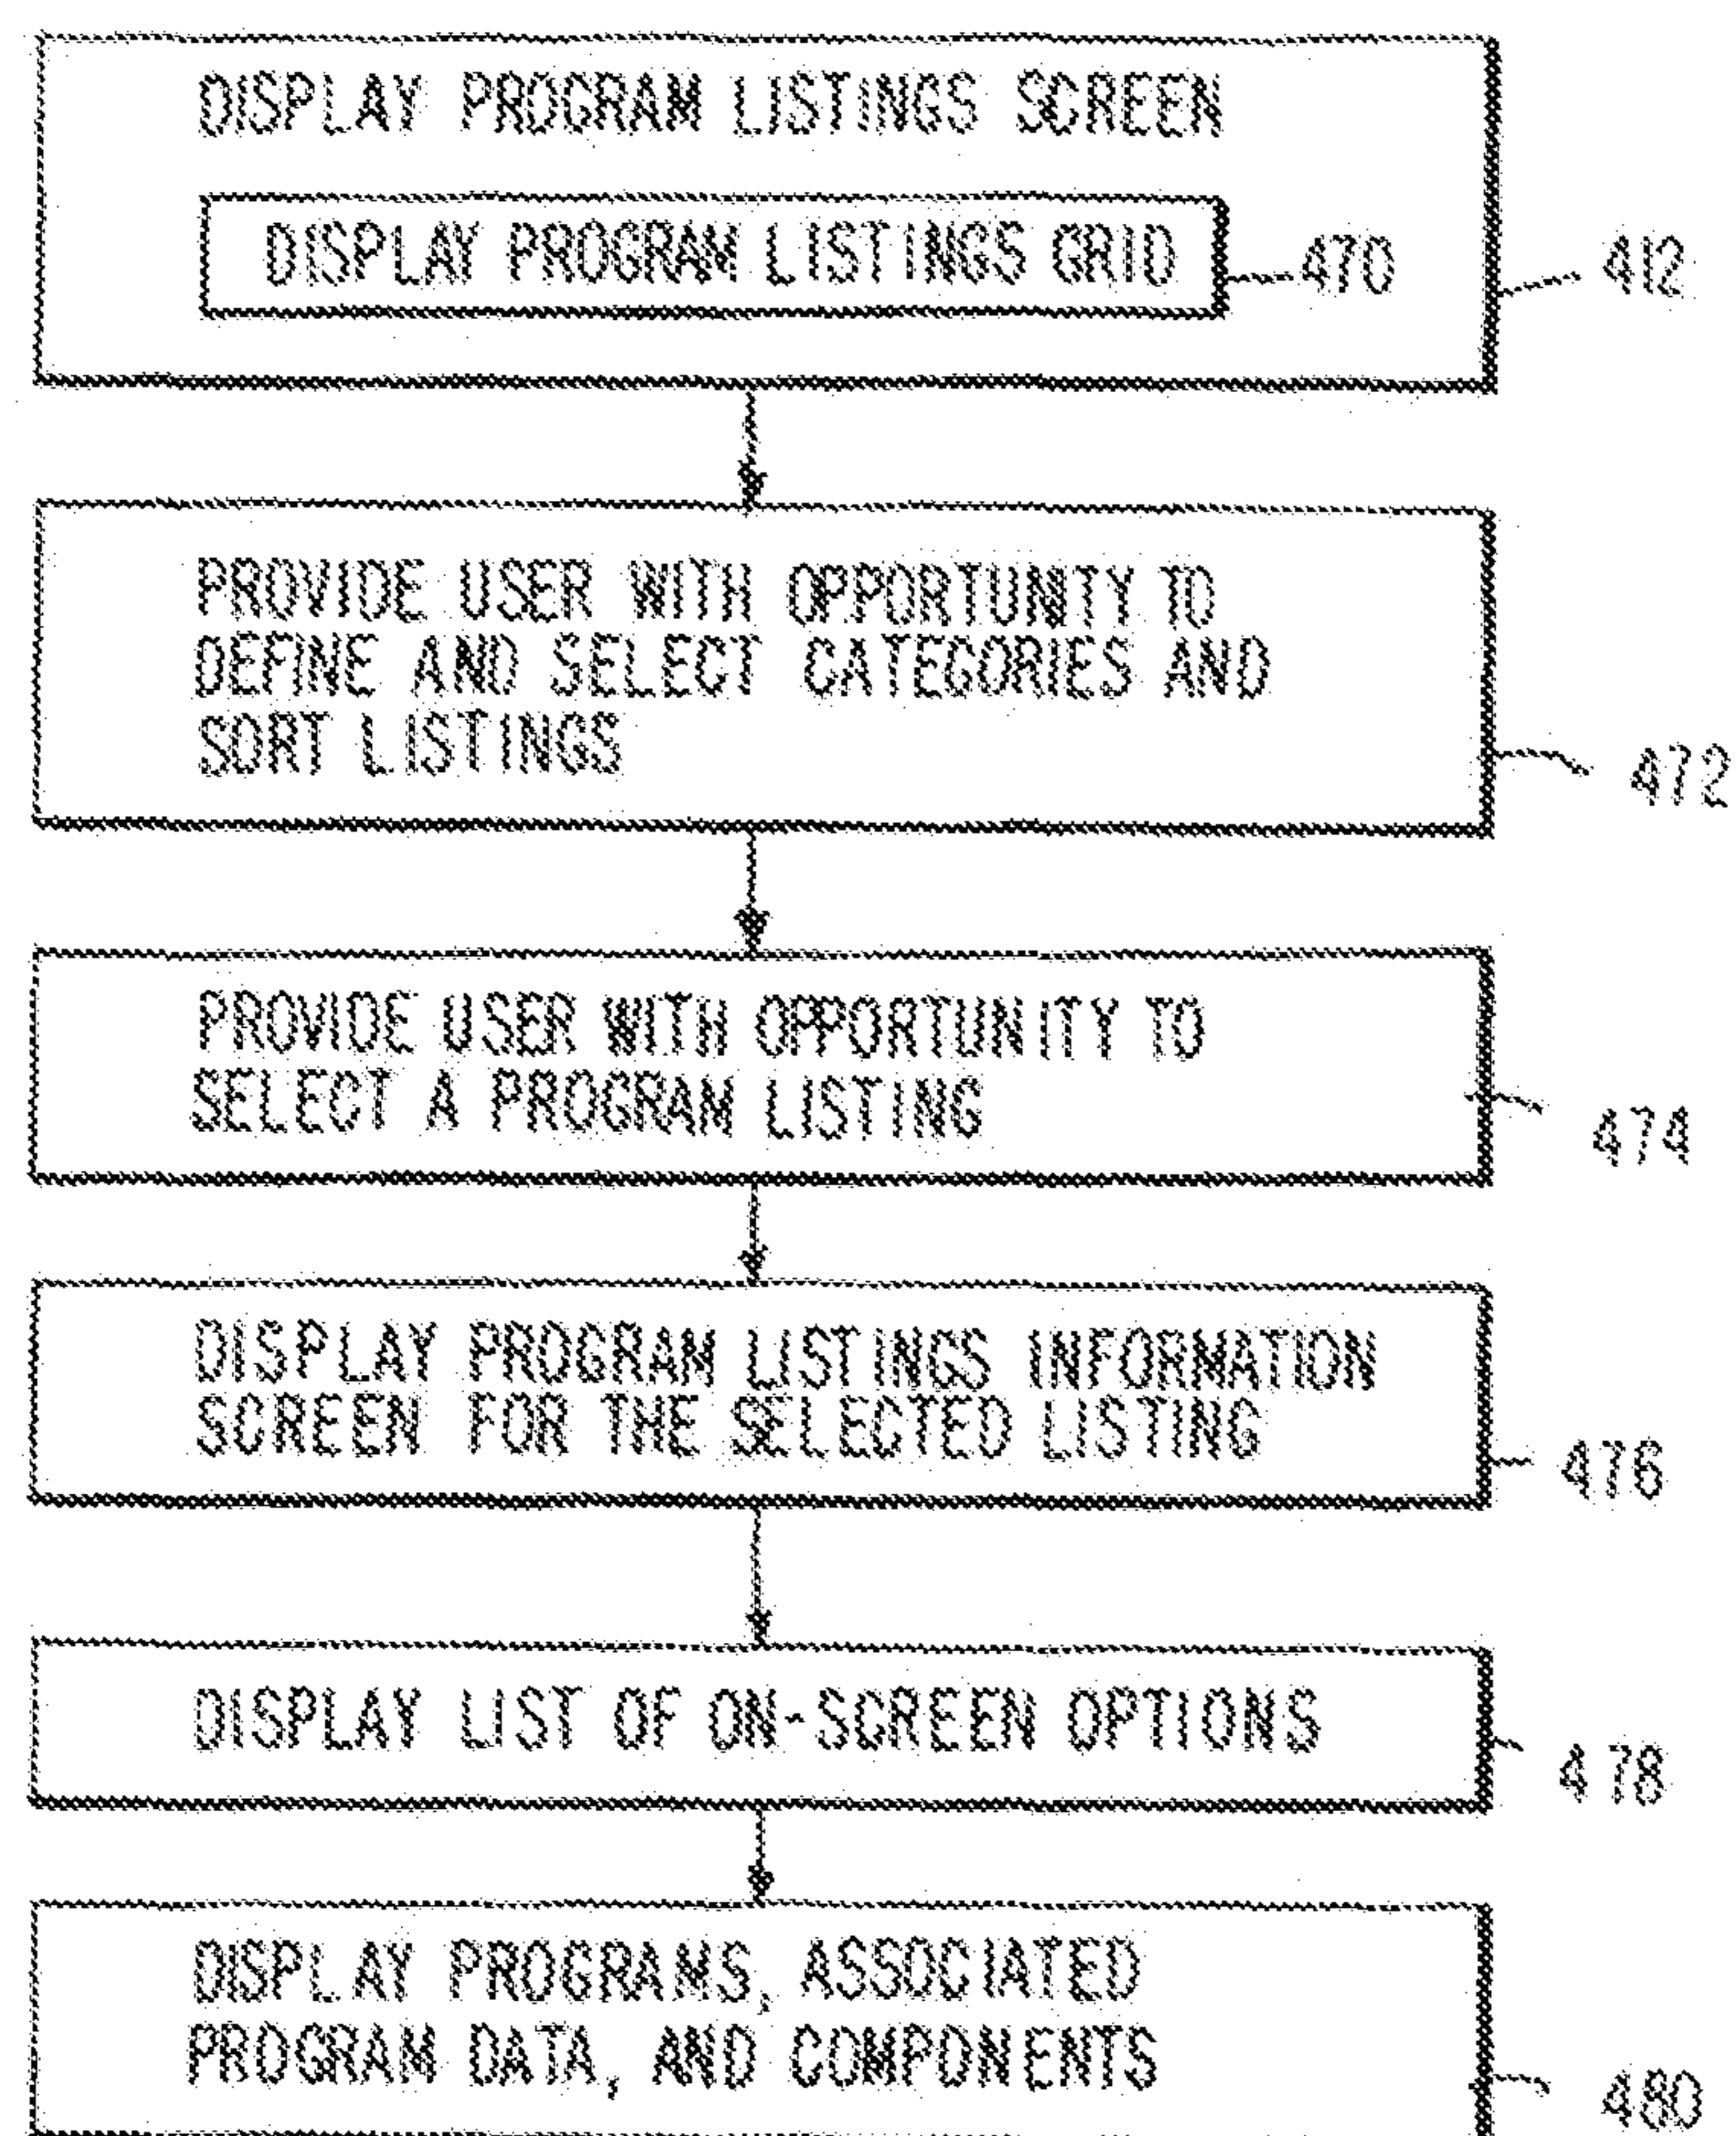 DISPLAY PROGRAM LISTINGS SCREEN
DISPLAY PROGRAM LISTINGS GRID
470
412
PROVIDE USER WITH OPPORTUNITY TO
DEFINE AND SELECT CATEGORIES AND
SORT LISTINGS
472
PROVIDE USER WITH OPPORTUNITY TO
SELECT A PROGRAM LISTING
474
DISPLAY PROGRAM LISTINGS INFORMATION
SCREEN FOR THE SELECTED LISTING
476
DISPLAY LIST OF ON-SCREEN OPTIONS
478
DISPLAY PROGRAMS, ASSOCIATED
PROGRAM DATA, AND COMPONENTS
480